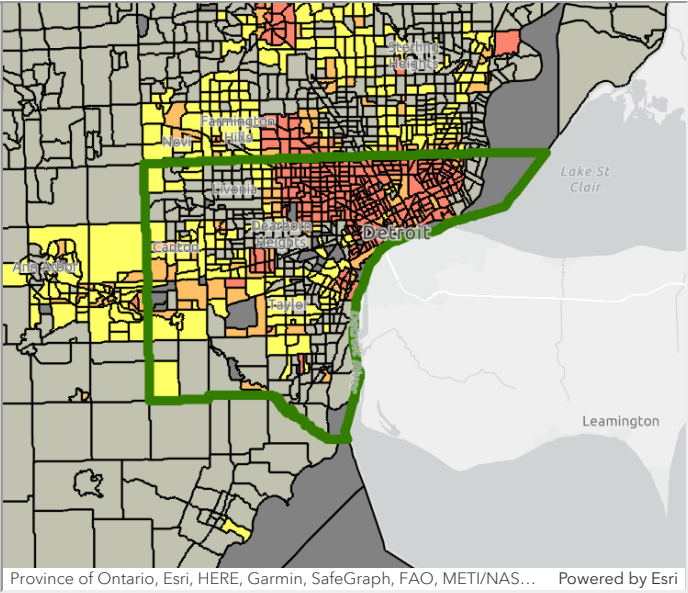 Sterling
Heights
Farmington
Hills
Novi
Lake St
Clair
Livonia
Dearborn
Heights
Detroit
Canton
Ann Arbor
Taylor
Leamington
Province of Ontario, Esri, HERE, Garmin, SafeGraph, FAO, METI/NAS... Powered by Esri